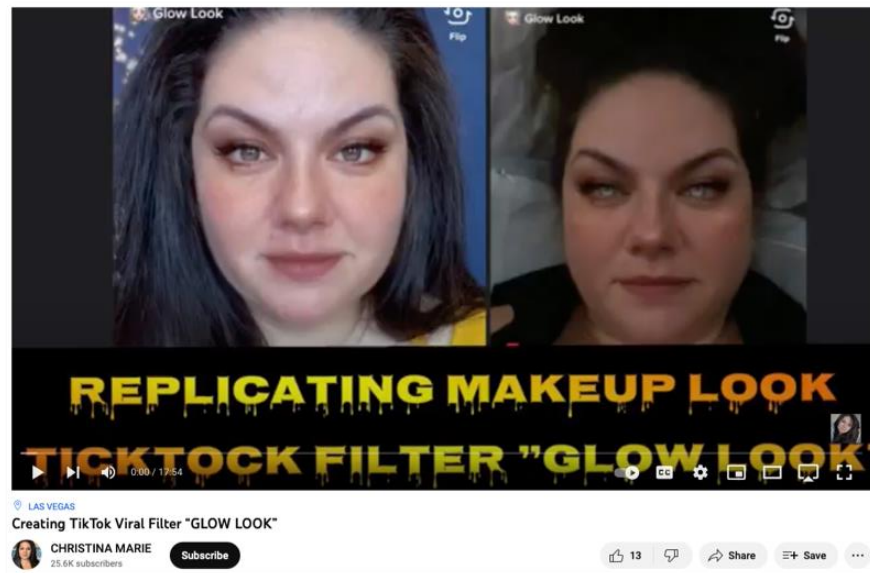 Glow Look
Flip
Glow Look
Flip
REPLICATING MAKEUP LOOK
TICKTOCK FILTER "GLOW LOOK"
0:00 / 17:54
CC
LAS VEGAS
Creating TikTok Viral Filter "GLOW LOOK"
CHRISTINA MARIE
25.6K subscribers
Subscribe
13
Share
Save